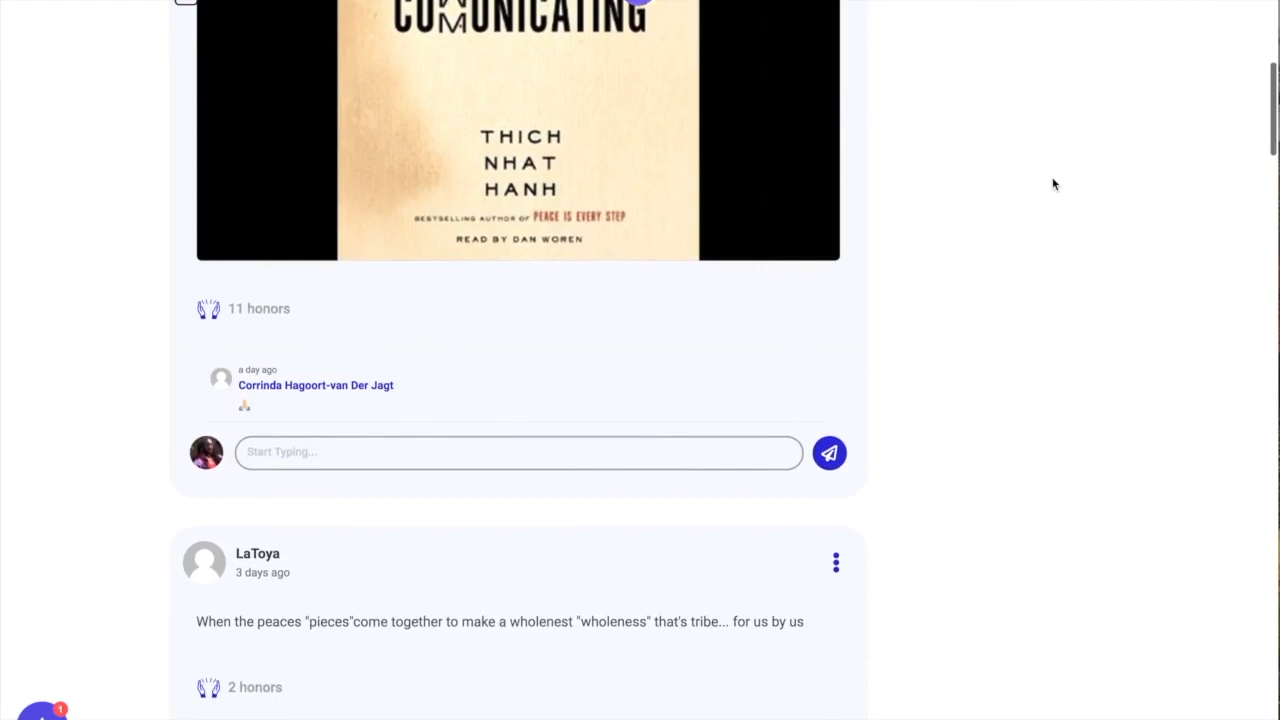 COMMUNICATING
THICH
NHAT
HANH
BESTSELLING AUTHOR OF PEACE IS EVERY STEP
READ BY DAN WOREN
11 honors
a day ago
Corrinda Hagoort-van Der Jagt
Start Typing...
LaToya
3 days ago
When the peaces "pieces"come together to make a wholenest "wholeness" that's tribe... for us by us
2 honors
1